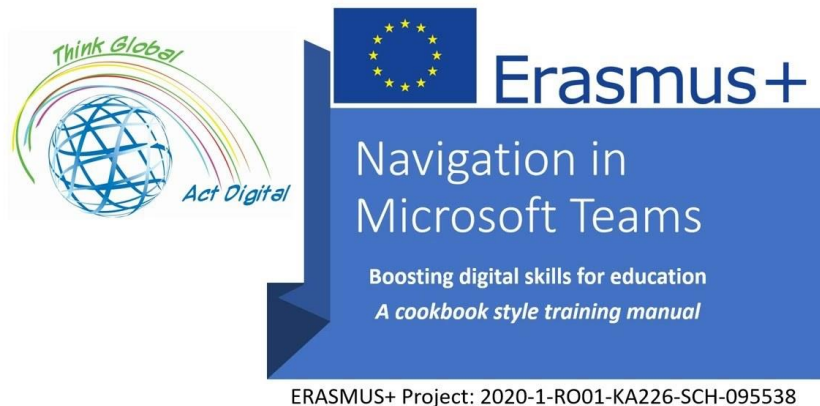 Think Global
Act Digital
Erasmus+
Navigation in
Microsoft Teams
Boosting digital skills for education
A cookbook style training manual
ERASMUS+ Project: 2020-1-RO01-KA226-SCH-095538